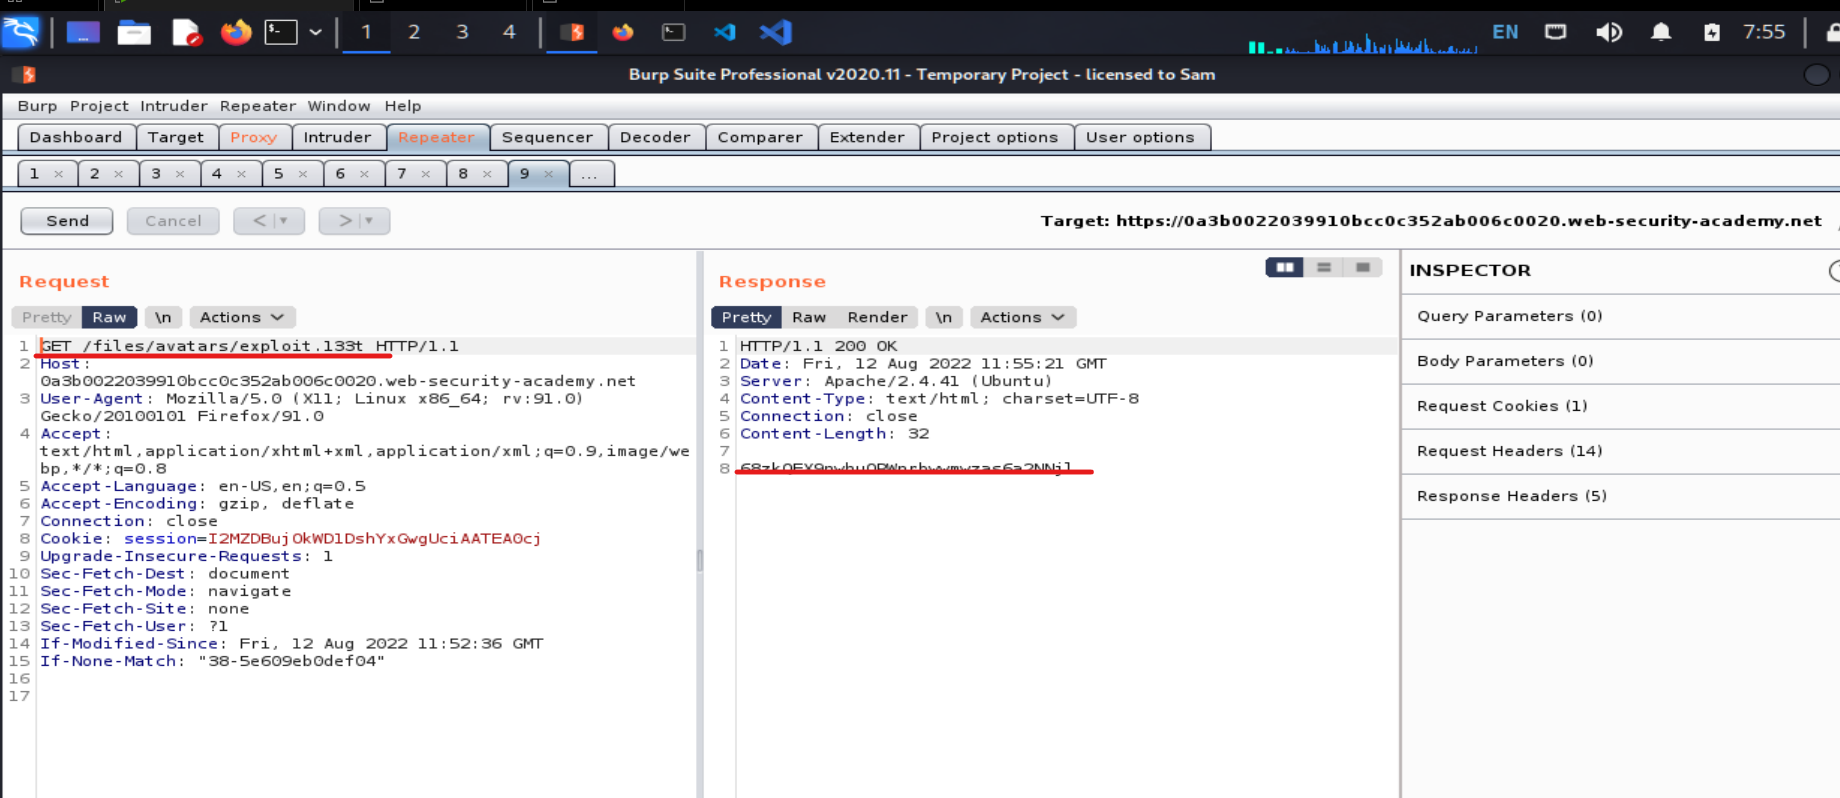 1 2 3 4 EN 7:55
Burp Suite Professional v2020.11 - Temporary Project - licensed to Sam
Burp Project Intruder Repeater Window Help
Dashboard Target Proxy Intruder Repeater Sequencer Decoder Comparer Extender Project options User options
1 × 2 × 3 × 4 × 5 × 6 × 7 × 8 × 9 × ...
Send Cancel < > Target: https://0a3b0022039910bcc0c352ab006c0020.web-security-academy.net
Request
Pretty Raw \n Actions
1 GET /files/avatars/exploit.133t HTTP/1.1
2 Host:
0a3b0022039910bcc0c352ab006c0020.web-security-academy.net
3 User-Agent: Mozilla/5.0 (X11; Linux x86_64; rv:91.0)
Gecko/20100101 Firefox/91.0
4 Accept:
text/html,application/xhtml+xml,application/xml;q=0.9,image/we
bp,*/*;q=0.8
5 Accept-Language: en-US,en;q=0.5
6 Accept-Encoding: gzip, deflate
7 Connection: close
8 Cookie: session=I2MZDBujOkWD1DshYxGwgUciAATEA0cj
9 Upgrade-Insecure-Requests: 1
10 Sec-Fetch-Dest: document
11 Sec-Fetch-Mode: navigate
12 Sec-Fetch-Site: none
13 Sec-Fetch-User: ?1
14 If-Modified-Since: Fri, 12 Aug 2022 11:52:36 GMT
15 If-None-Match: "38-5e609eb0def04"
16
17
Response
Pretty Raw Render \n Actions
1 HTTP/1.1 200 OK
2 Date: Fri, 12 Aug 2022 11:55:21 GMT
3 Server: Apache/2.4.41 (Ubuntu)
4 Content-Type: text/html; charset=UTF-8
5 Connection: close
6 Content-Length: 32
7
8
INSPECTOR
Query Parameters (0)
Body Parameters (0)
Request Cookies (1)
Request Headers (14)
Response Headers (5)